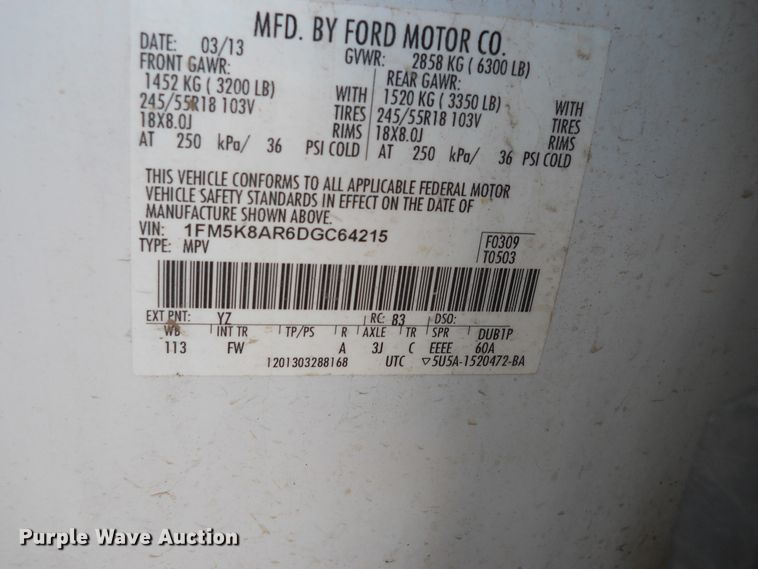 MFD. BY FORD MOTOR CO.
DATE: 03/13 GVWR: 2858 KG ( 6300 LB)
FRONT GAWR: REAR GAWR:
1452 KG ( 3200 LB) WITH 1520 KG ( 3350 LB) WITH
245/55R18 103V TIRES 245/55R18 103V TIRES
18X8.0J RIMS 18X8.0J RIMS
AT 250 kPa/ 36 PSI COLD AT 250 kPa/ 36 PSI COLD
THIS VEHICLE CONFORMS TO ALL APPLICABLE FEDERAL MOTOR
VEHICLE SAFETY STANDARDS IN EFFECT ON THE DATE OF
MANUFACTURE SHOWN ABOVE.
VIN: 1FM5K8AR6DGC64215 F0309
TYPE: MPV T0503
EXT PNT: YZ RC: 83 DSO:
WB INT TR TP/PS R AXLE TR SPR DUB1P
113 FW A 3J C EEEE 60A
1201303288168 UTC ▽5U5A-1520472-BA
Purple Wave Auction